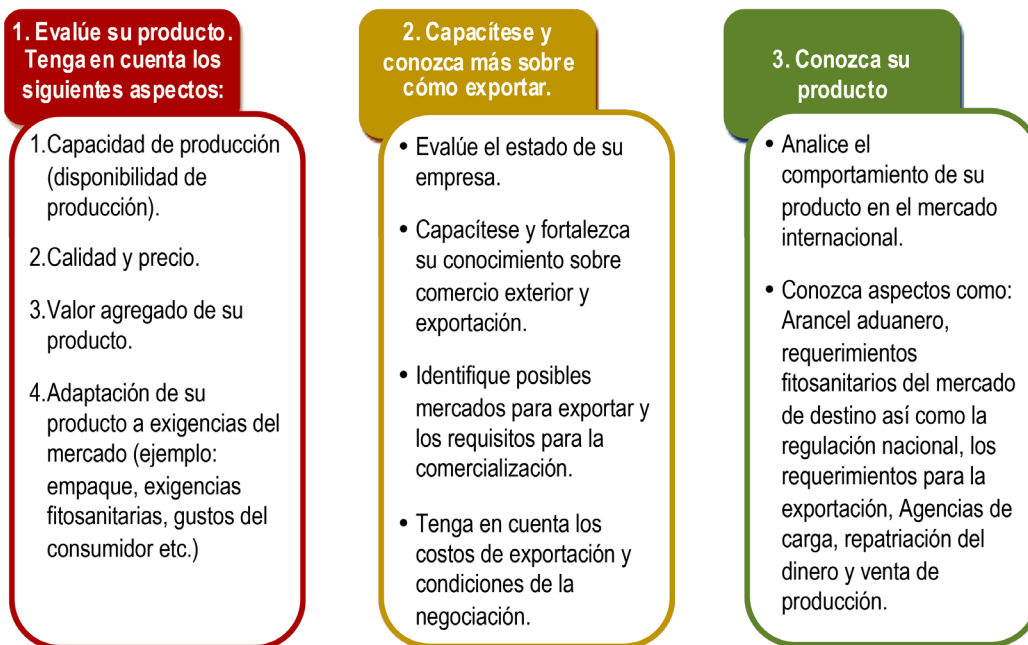 1. Evalúe su producto.
Tenga en cuenta los
siguientes aspectos:
1.Capacidad de producción
(disponibilidad de
producción).
2.Calidad y precio.
3.Valor agregado de su
producto.
4.Adaptación de su
producto a exigencias del
mercado (ejemplo:
empaque, exigencias
fitosanitarias, gustos del
consumidor etc.)
2. Capacítese y
conozca más sobre
cómo exportar.
• Evalúe el estado de su
empresa.
• Capacítese y fortalezca
su conocimiento sobre
comercio exterior y
exportación.
• Identifique posibles
mercados para exportar y
los requisitos para la
comercialización.
• Tenga en cuenta los
costos de exportación y
condiciones de la
negociación.
3. Conozca su
producto
• Analice el
comportamiento de su
producto en el mercado
internacional.
• Conozca aspectos como:
Arancel aduanero,
requerimientos
fitosanitarios del mercado
de destino así como la
regulación nacional, los
requerimientos para la
exportación, Agencias de
carga, repatriación del
dinero y venta de
producción.